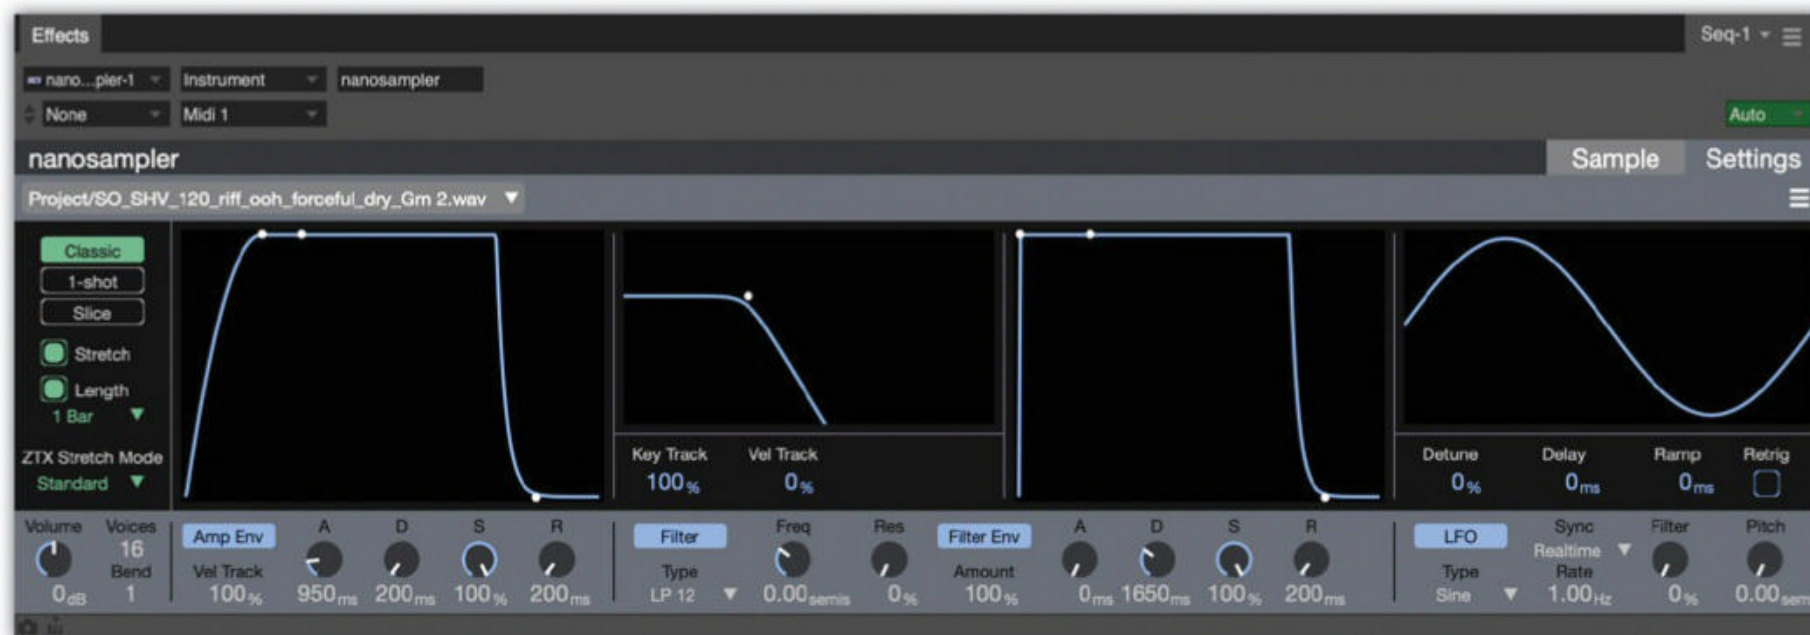 Effects
Seq-1
nano...pler-1 Instrument nanosampler
None Midi 1 Auto
nanosampler Sample Settings
Project/SO_SHV_120_riff_ooh_forceful_dry_Gm 2.wav
Classic
1-shot
Slice
Stretch
Length
1 Bar
ZTX Stretch Mode
Standard
Key Track Vel Track
100% 0%
Detune Delay Ramp Retrig
0% 0ms 0ms
Volume Voices
16
Bend
0dB 1
Amp Env A D S R
Vel Track
100% 950ms 200ms 100% 200ms
Filter Freq Res
Type
LP 12 0.00semis 0%
Filter Env A D S R
Amount
100% 0ms 1650ms 100% 200ms
LFO Sync Filter Pitch
Realtime
Type Rate
Sine 1.00Hz 0% 0.00sem